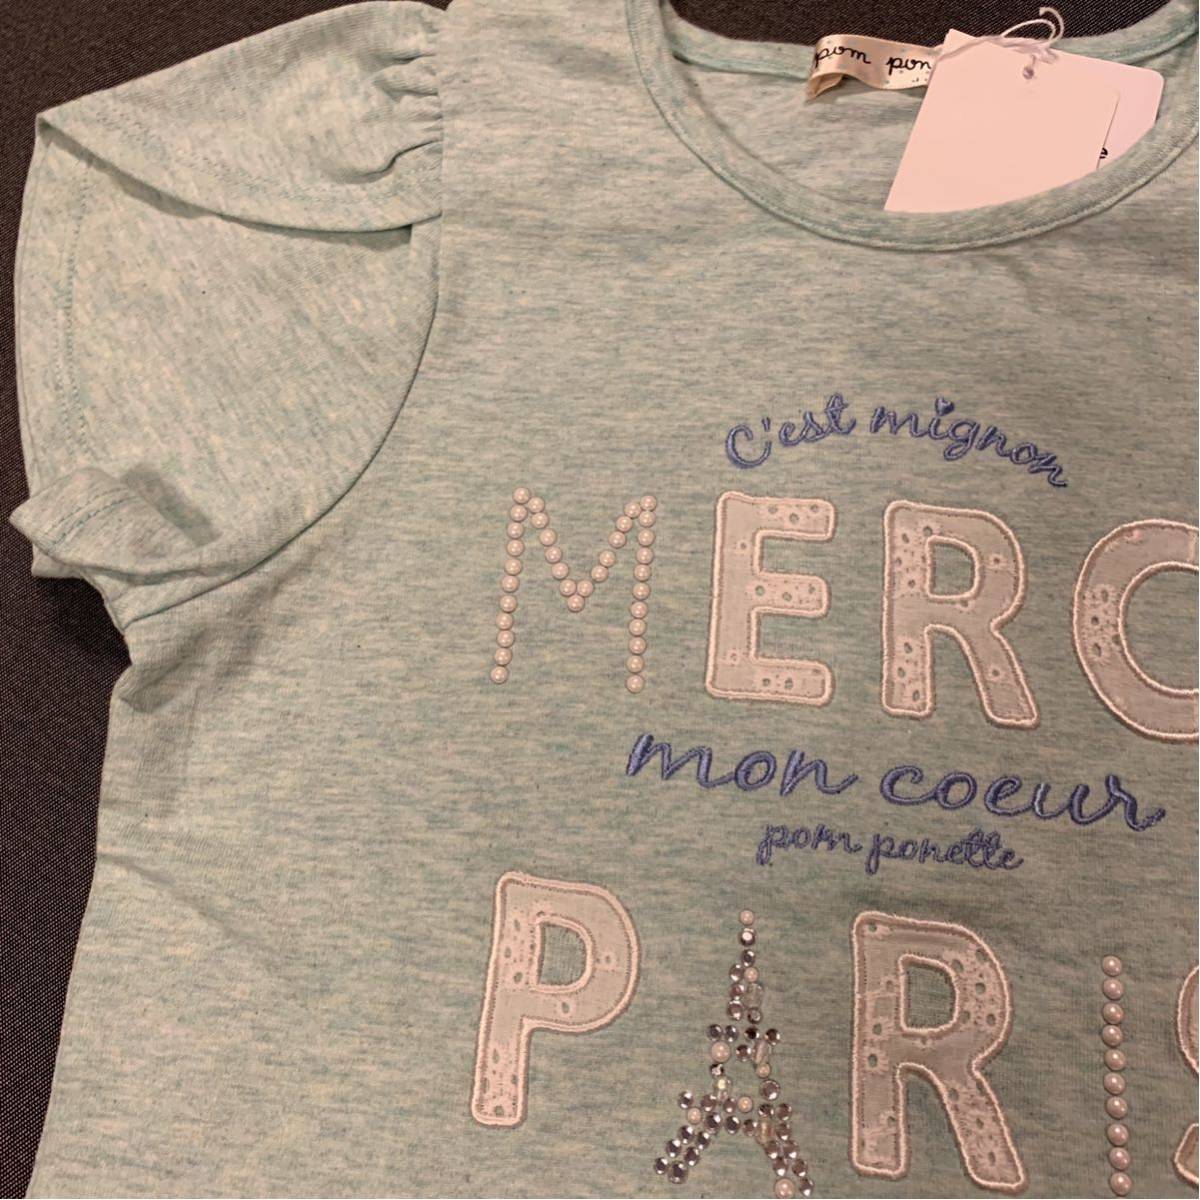 pom pon
e
C'est mignon
MERC
mon coeur
pom ponette
PARIS